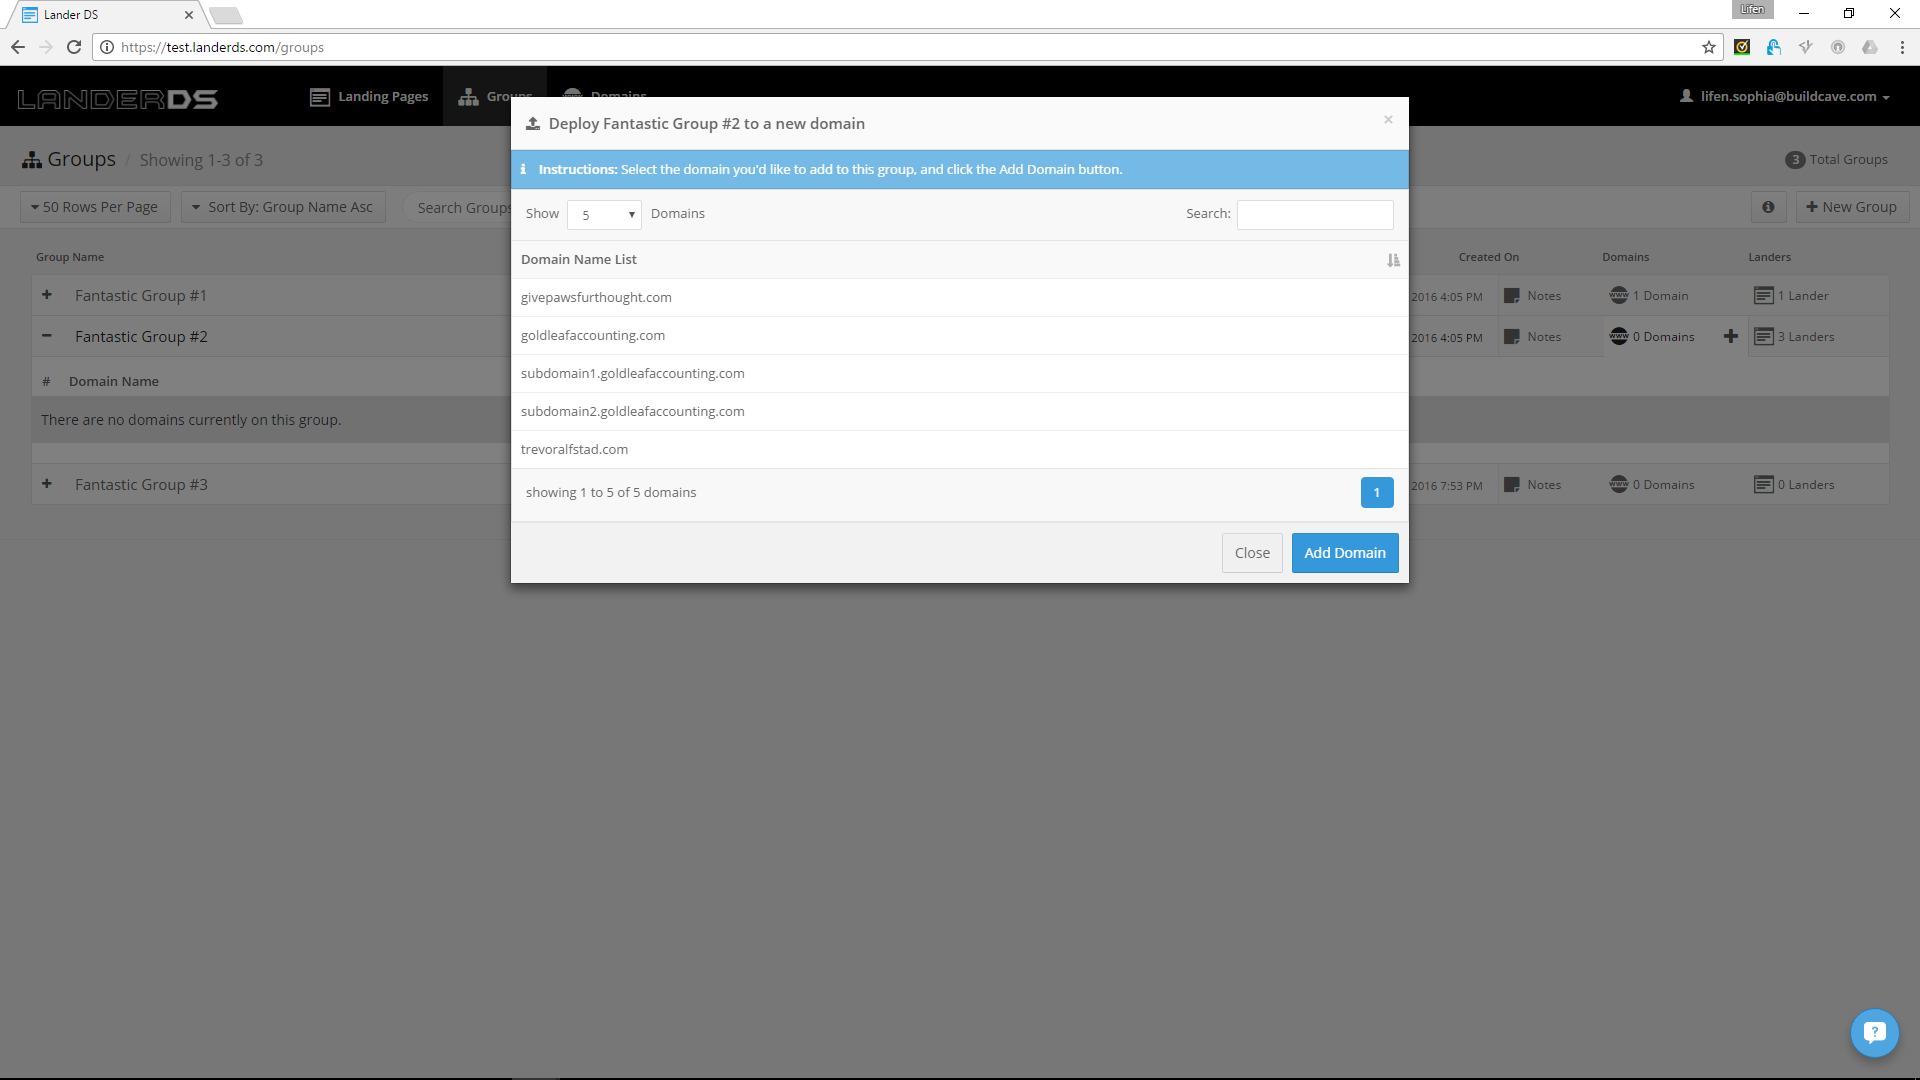 Lander DS
Lifen
https://test.landerds.com/groups
LANDERDS
Landing Pages
Groups
Domains
lifen.sophia@buildcave.com
Deploy Fantastic Group #2 to a new domain
×
Groups / Showing 1-3 of 3
3 Total Groups
Instructions: Select the domain you'd like to add to this group, and click the Add Domain button.
50 Rows Per Page
Sort By: Group Name Asc
Search Groups
Show 5 Domains
Search:
New Group
Group Name
Domain Name List
Created On
Domains
Landers
Fantastic Group #1
givepawsfurthought.com
2016 4:05 PM
Notes
1 Domain
1 Lander
Fantastic Group #2
goldleafaccounting.com
2016 4:05 PM
Notes
0 Domains
3 Landers
# Domain Name
subdomain1.goldleafaccounting.com
There are no domains currently on this group.
subdomain2.goldleafaccounting.com
trevoralfstad.com
Fantastic Group #3
showing 1 to 5 of 5 domains
1
2016 7:53 PM
Notes
0 Domains
0 Landers
Close
Add Domain